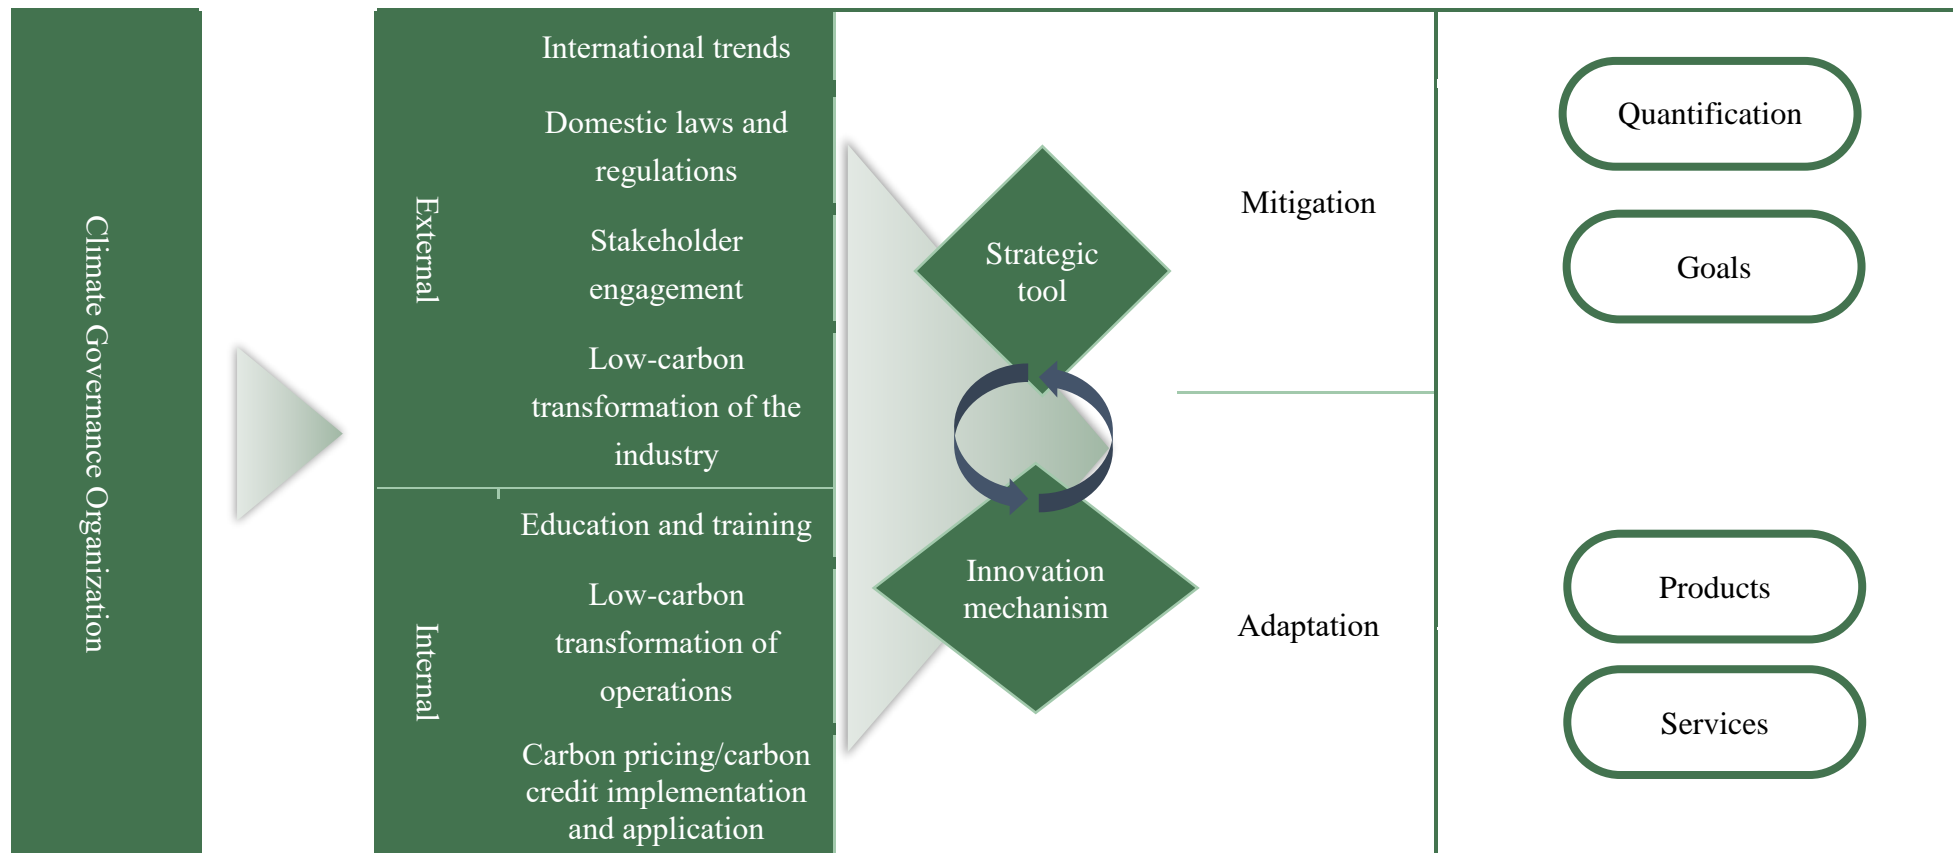 Climate Governance Organization
External
International trends
Domestic laws and
regulations
Stakeholder
engagement
Low-carbon
transformation of the
industry
Internal
Education and training
Low-carbon
transformation of
operations
Carbon pricing/carbon
credit implementation
and application
Strategic
tool
Innovation
mechanism
Mitigation
Adaptation
Quantification
Goals
Products
Services